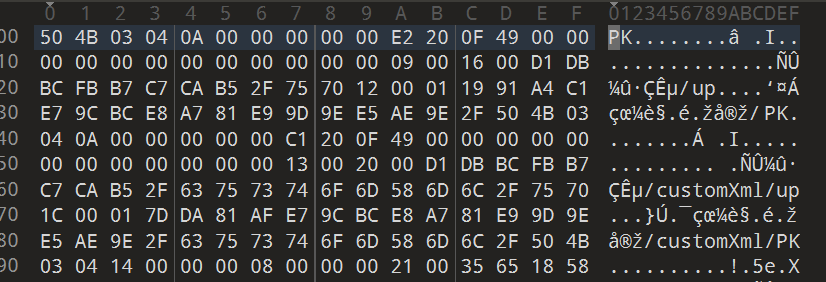 0 1 2 3 4 5 6 7 8 9 A B C D E F 0123456789ABCDEF
00 50 4B 03 04 0A 00 00 00 00 00 E2 20 0F 49 00 00 PK........â .I..
10 00 00 00 00 00 00 00 00 00 09 00 16 00 D1 DB ..............ÑÛ
20 BC FB B7 C7 CA B5 2F 75 70 12 00 01 19 91 A4 C1 ¼û·ÇÊµ/up....‘¤Á
30 E7 9C BC E8 A7 81 E9 9D 9E E5 AE 9E 2F 50 4B 03 çœ¼è§.é.žå®ž/PK.
40 04 0A 00 00 00 00 00 C1 20 0F 49 00 00 00 00 00 .......Á .I.....
50 00 00 00 00 00 00 13 00 20 00 D1 DB BC FB B7 ........ .ÑÛ¼û·
60 C7 CA B5 2F 63 75 73 74 6F 6D 58 6D 6C 2F 75 70 ÇÊµ/customXml/up
70 1C 00 01 7D DA 81 AF E7 9C BC E8 A7 81 E9 9D 9E ...}Ú.¯çœ¼è§.é.ž
80 E5 AE 9E 2F 63 75 73 74 6F 6D 58 6D 6C 2F 50 4B å®ž/customXml/PK
90 03 04 14 00 00 00 08 00 00 00 21 00 35 65 18 58 ..........!.5e.X